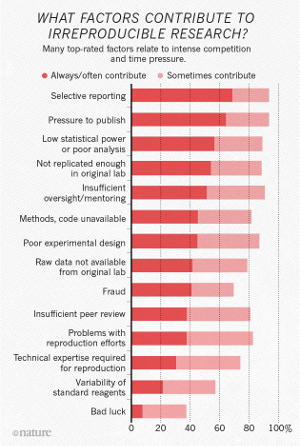 WHAT FACTORS CONTRIBUTE TO
IRREPRODUCIBLE RESEARCH?
Many top-rated factors relate to intense competition
and time pressure.
Always/often contribute Sometimes contribute
Selective reporting
Pressure to publish
Low statistical power
or poor analysis
Not replicated enough
in original lab
Insufficient
oversight/mentoring
Methods, code unavailable
Poor experimental design
Raw data not available
from original lab
Fraud
Insufficient peer review
Problems with
reproduction efforts
Technical expertise required
for reproduction
Variability of
standard reagents
Bad luck
0 20 40 60 80 100%
©nature